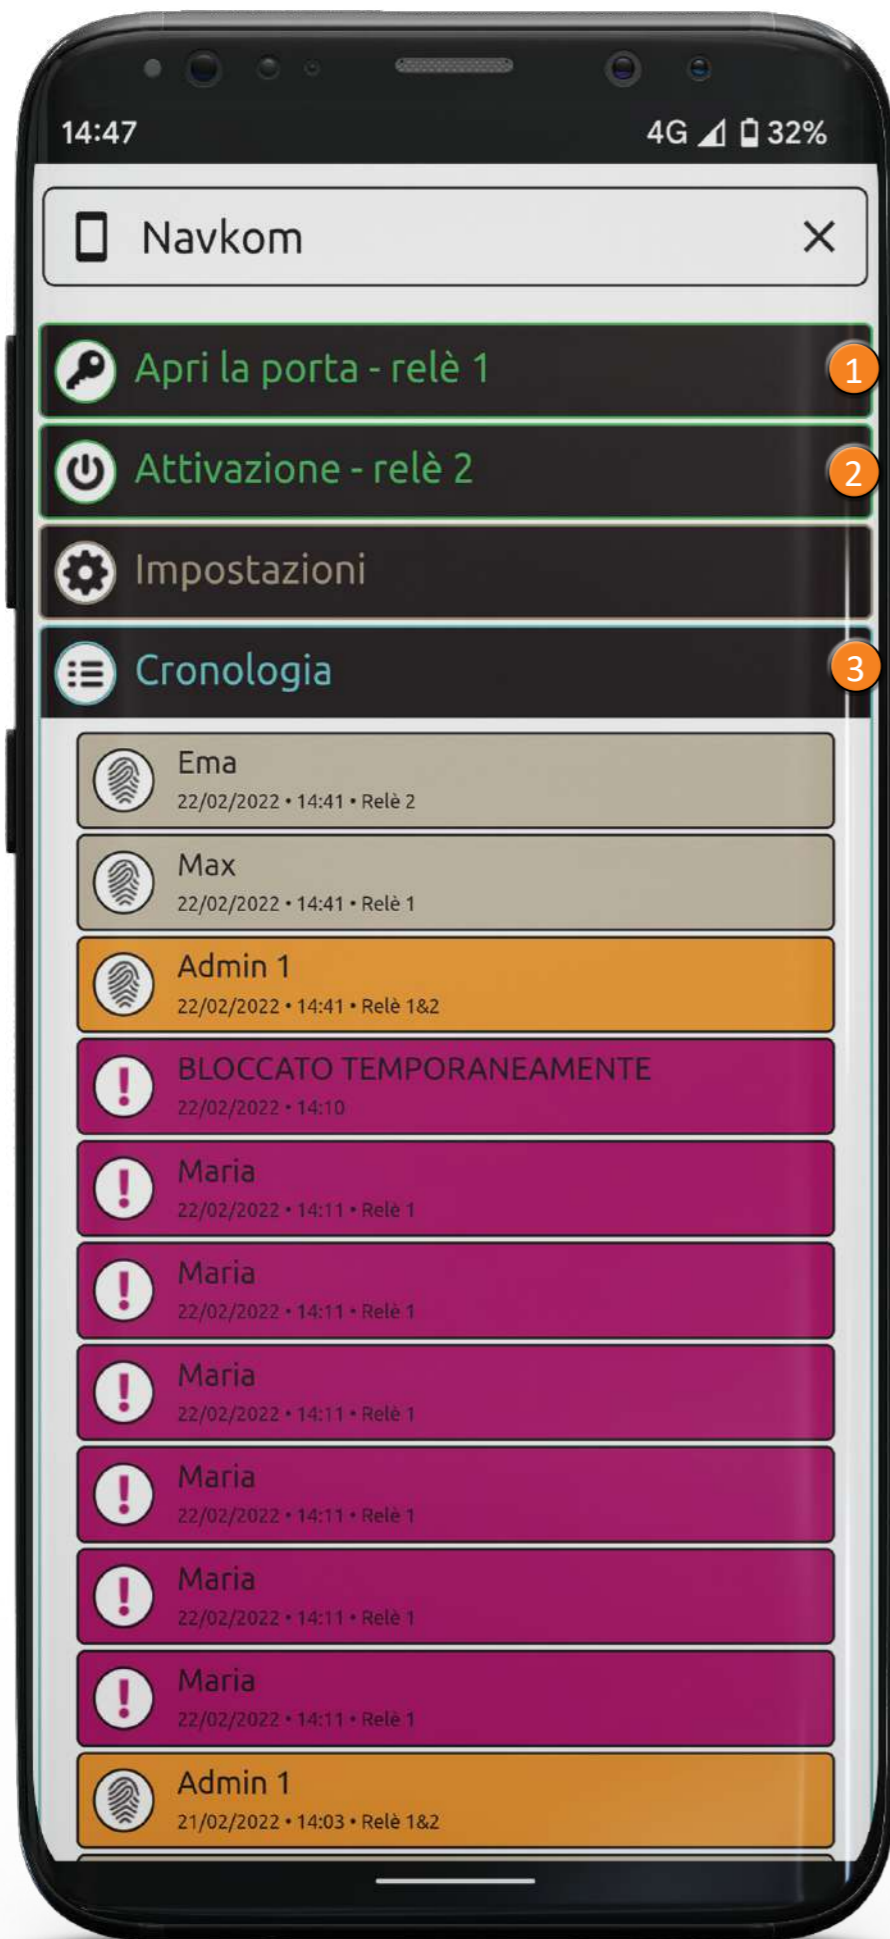 14:47
4G 32%
Navkom
Apri la porta - relè 1
1
Attivazione - relè 2
2
Impostazioni
Cronologia
3
Ema
22/02/2022 • 14:41 • Relè 2
Max
22/02/2022 • 14:41 • Relè 1
Admin 1
22/02/2022 • 14:41 • Relè 1&2
BLOCCATO TEMPORANEAMENTE
22/02/2022 • 14:10
Maria
22/02/2022 • 14:11 • Relè 1
Maria
22/02/2022 • 14:11 • Relè 1
Maria
22/02/2022 • 14:11 • Relè 1
Maria
22/02/2022 • 14:11 • Relè 1
Maria
22/02/2022 • 14:11 • Relè 1
Maria
22/02/2022 • 14:11 • Relè 1
Admin 1
21/02/2022 • 14:03 • Relè 1&2